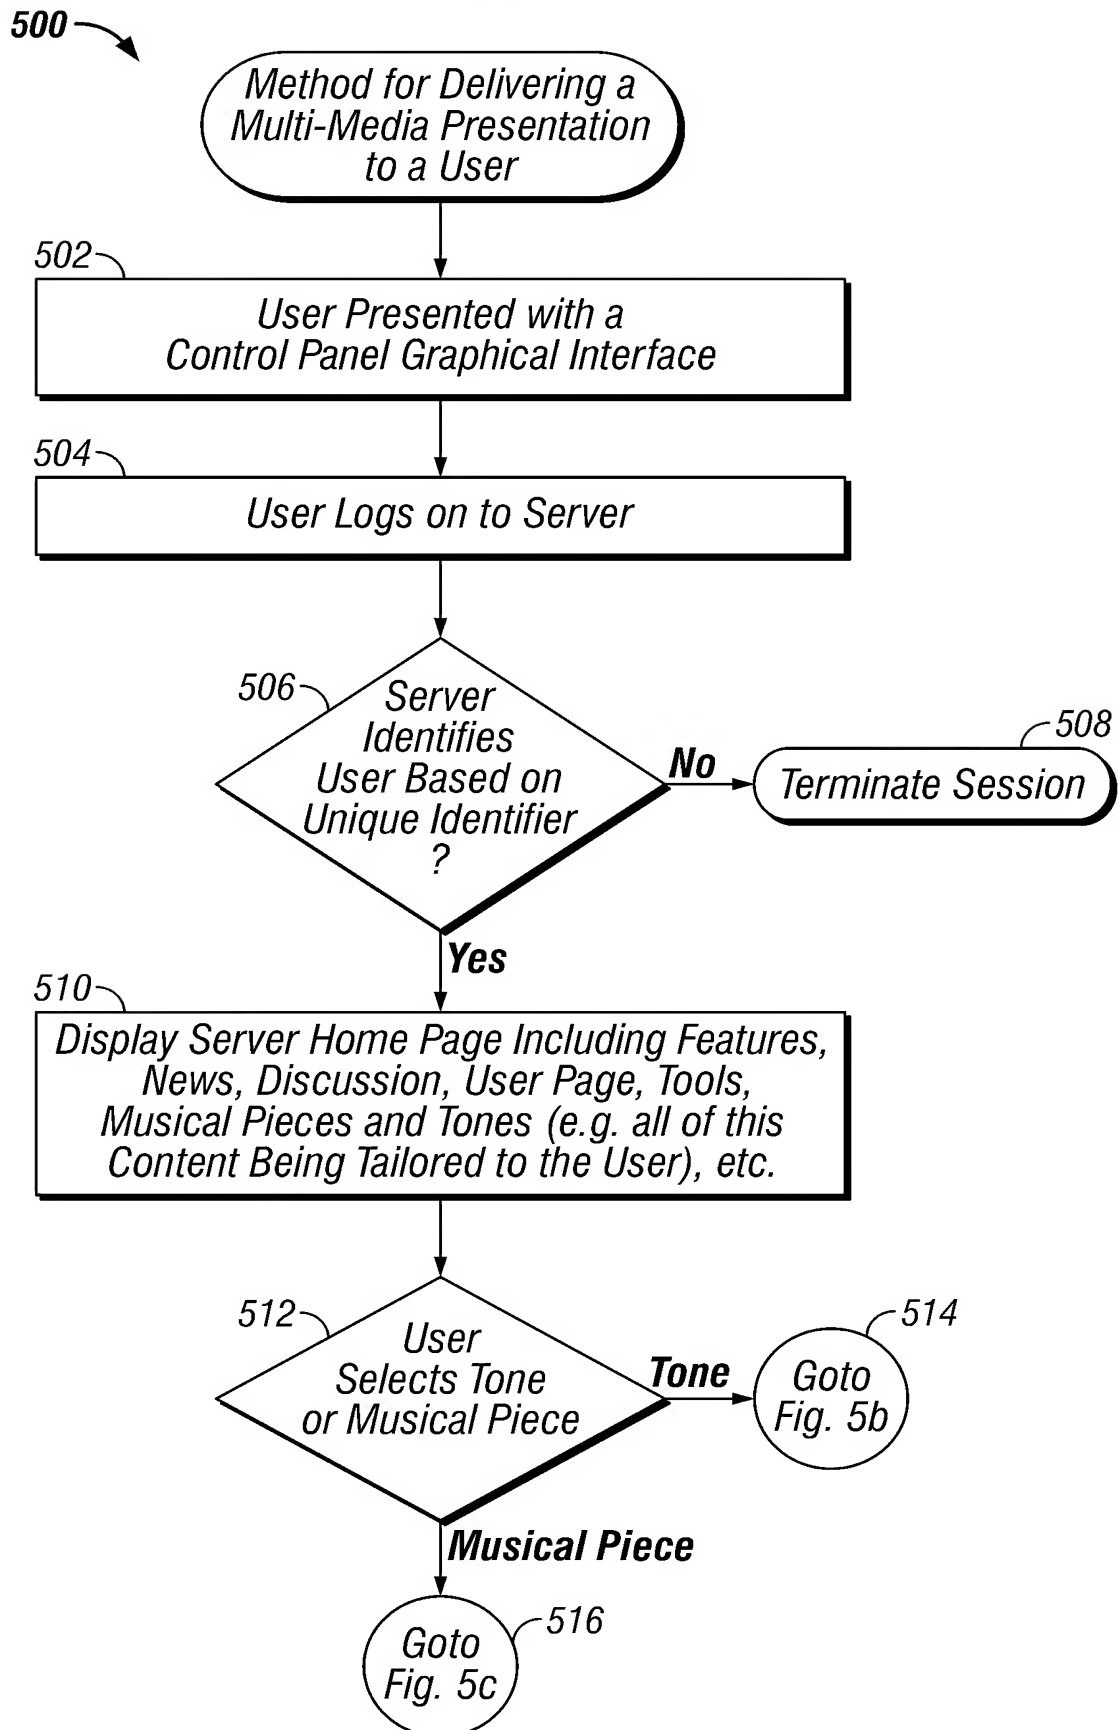 500
Method for Delivering a
Multi-Media Presentation
to a User
502
User Presented with a
Control Panel Graphical Interface
504
User Logs on to Server
506
Server
Identifies
User Based on
Unique Identifier
?
No
508
Terminate Session
Yes
510
Display Server Home Page Including Features,
News, Discussion, User Page, Tools,
Musical Pieces and Tones (e.g. all of this
Content Being Tailored to the User), etc.
512
User
Selects Tone
or Musical Piece
Tone
514
Goto
Fig. 5b
Musical Piece
516
Goto
Fig. 5c